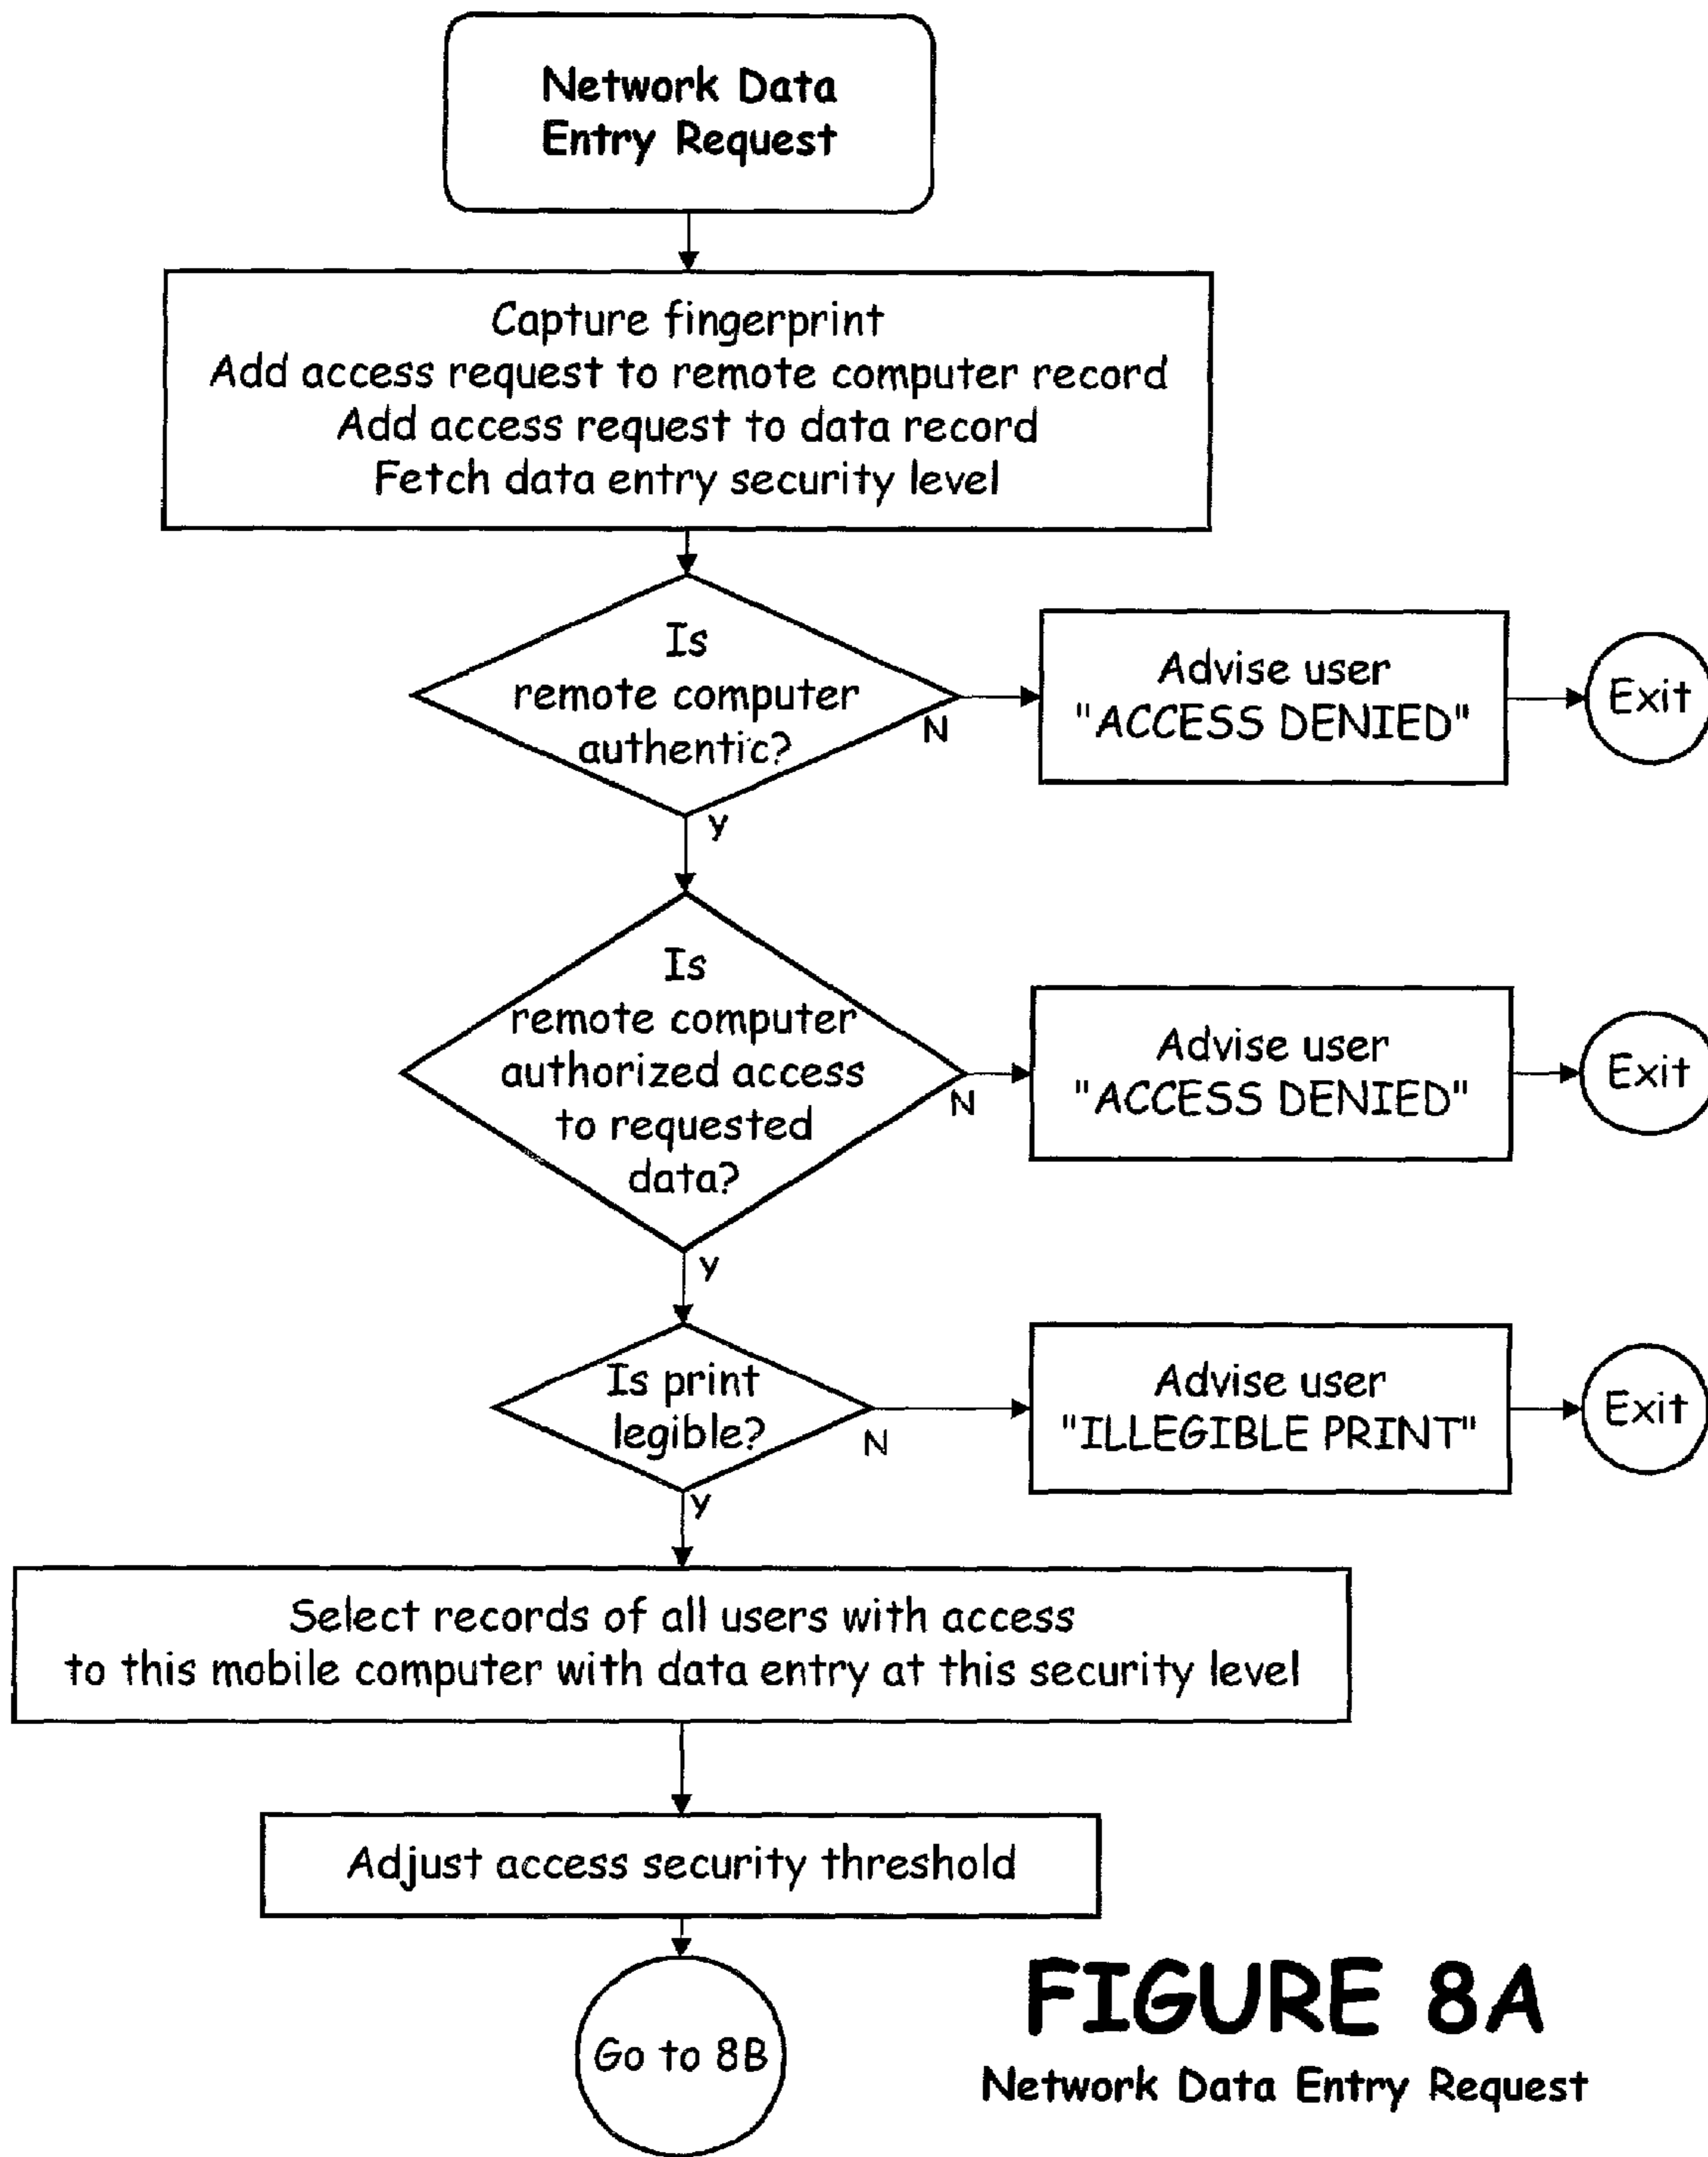 Network Data
Entry Request
Capture fingerprint
Add access request to remote computer record
Add access request to data record
Fetch data entry security level
Is
remote computer
authentic?
N
Advise user
"ACCESS DENIED"
Exit
y
Is
remote computer
authorized access
to requested
data?
N
Advise user
"ACCESS DENIED"
Exit
y
Is print
legible?
N
Advise user
"ILLEGIBLE PRINT"
Exit
y
Select records of all users with access
to this mobile computer with data entry at this security level
Adjust access security threshold
Go to 8B
FIGURE 8A
Network Data Entry Request